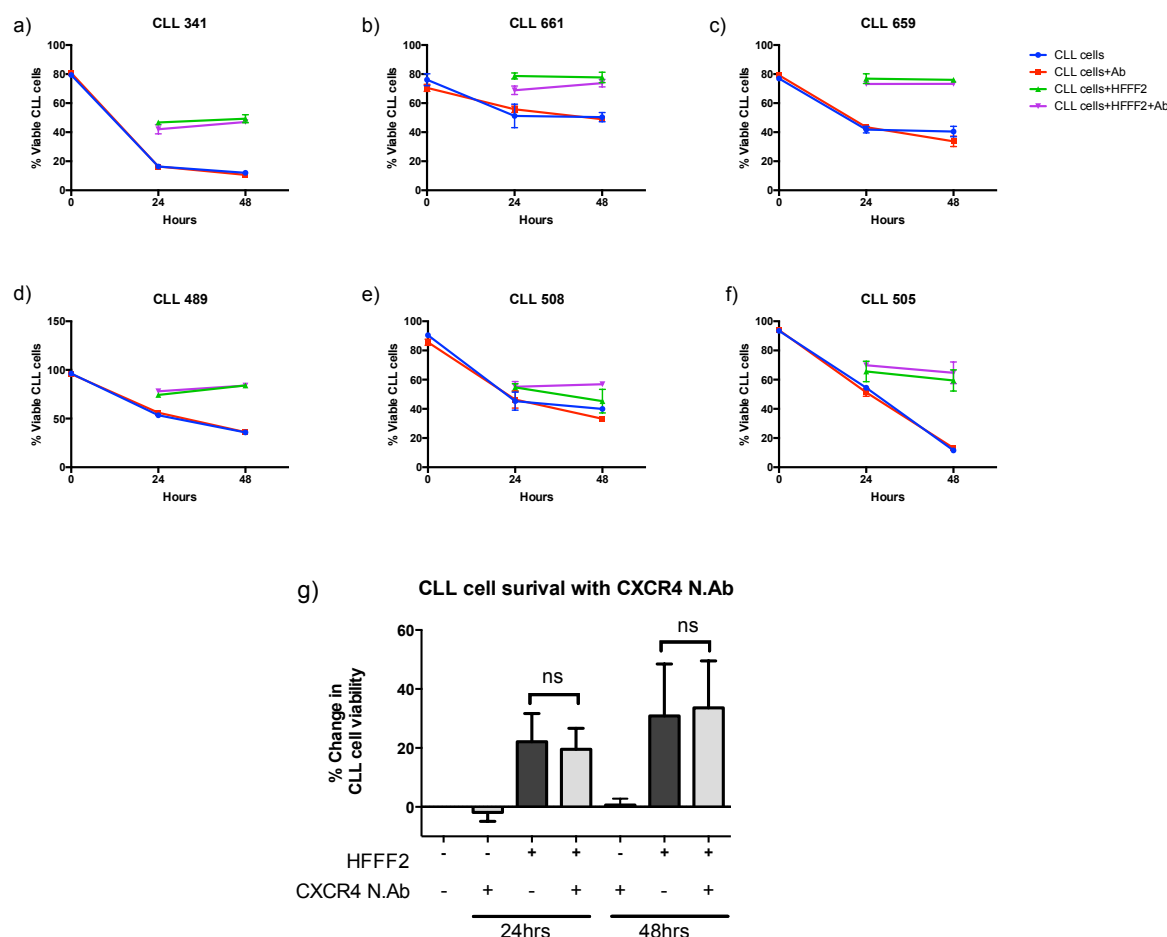 a)
CLL 341
% Viable CLL cells
100
80
60
40
20
0
0 24 48
Hours
b)
CLL 661
% Viable CLL cells
100
80
60
40
20
0
0 24 48
Hours
c)
CLL 659
% Viable CLL cells
100
80
60
40
20
0
0 24 48
Hours
CLL cells
CLL cells+Ab
CLL cells+HFFF2
CLL cells+HFFF2+Ab
d)
CLL 489
% Viable CLL cells
150
100
50
0
0 24 48
Hours
e)
CLL 508
% Viable CLL cells
100
80
60
40
20
0
0 24 48
Hours
f)
CLL 505
% Viable CLL cells
100
80
60
40
20
0
0 24 48
Hours
g)
CLL cell surival with CXCR4 N.Ab
% Change in
CLL cell viability
60
40
20
0
ns
ns
HFFF2 - - + + - + +
CXCR4 N.Ab - + - + + - +
24hrs 48hrs